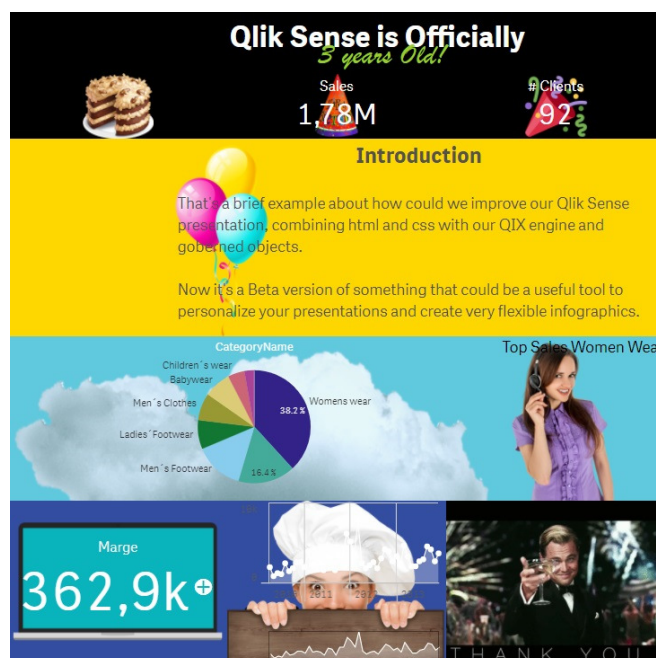 Qlik Sense is Officially
3 years Old!
Sales
1,78M
# Clients
92
Introduction
That's a brief example about how could we improve our Qlik Sense
presentation, combining html and css with our QIX engine and
goberned objects.
Now it's a Beta version of something that could be a useful tool to
personalize your presentations and create very flexible infographics.
CategoryName
Children´s wear
Babywear
Men´s Clothes
Ladies´Footwear
Men´s Footwear
Womens wear
38.2%
16.4%
Top Sales Women Wea
Marge
362,9k
2011
THANK YOU